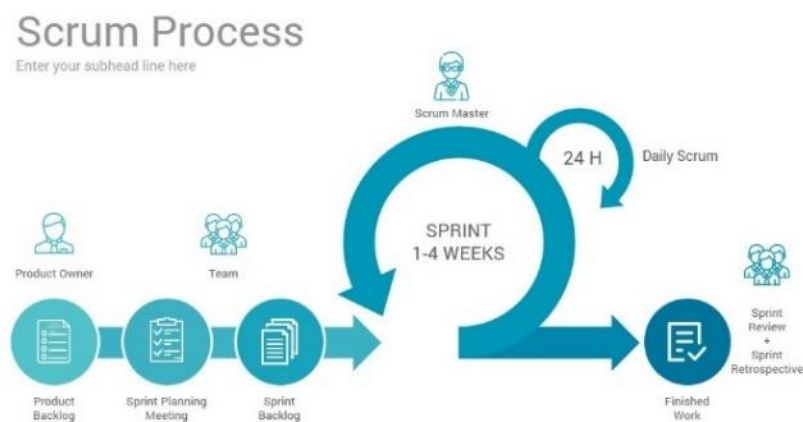 Scrum Process
Enter your subhead line here
Scrum Master
24 H
Daily Scrum
SPRINT
1-4 WEEKS
Product Owner
Team
Sprint
Review
+
Sprint
Retrospective
Product
Backlog
Sprint Planning
Meeting
Sprint
Backlog
Finished
Work